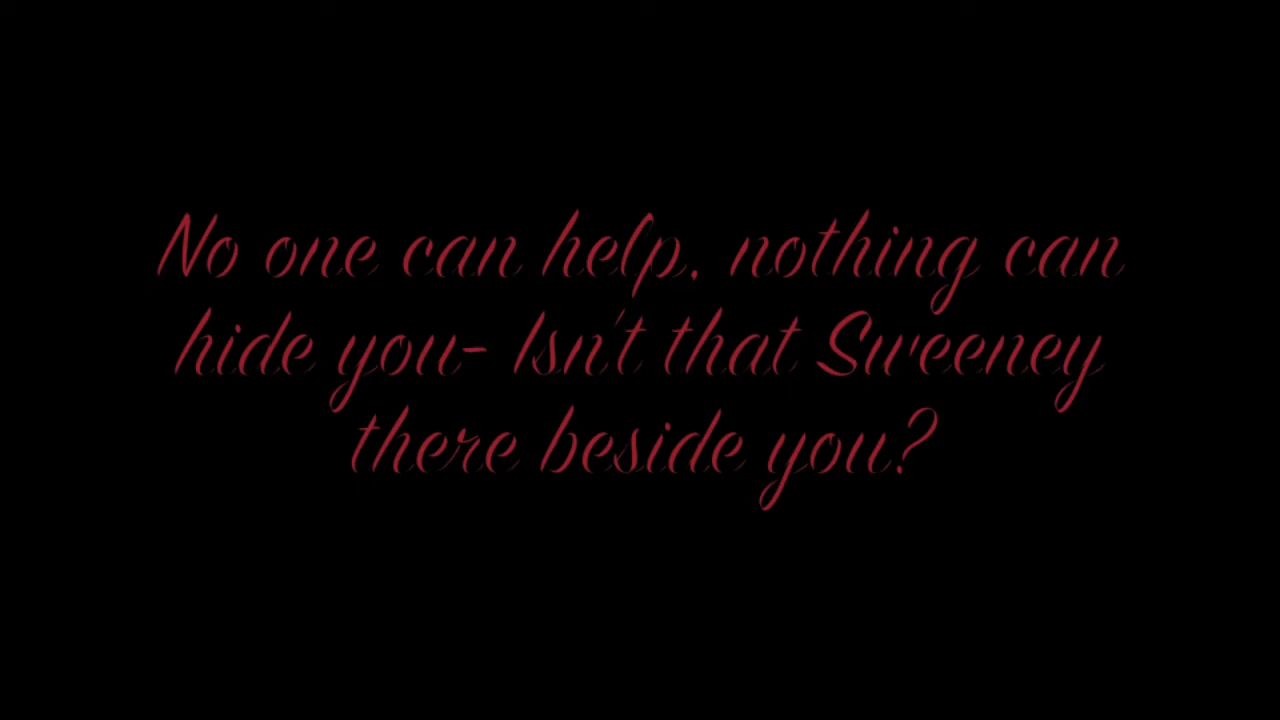 No one can help, nothing can
hide you- Isn't that Sweeney
there beside you?